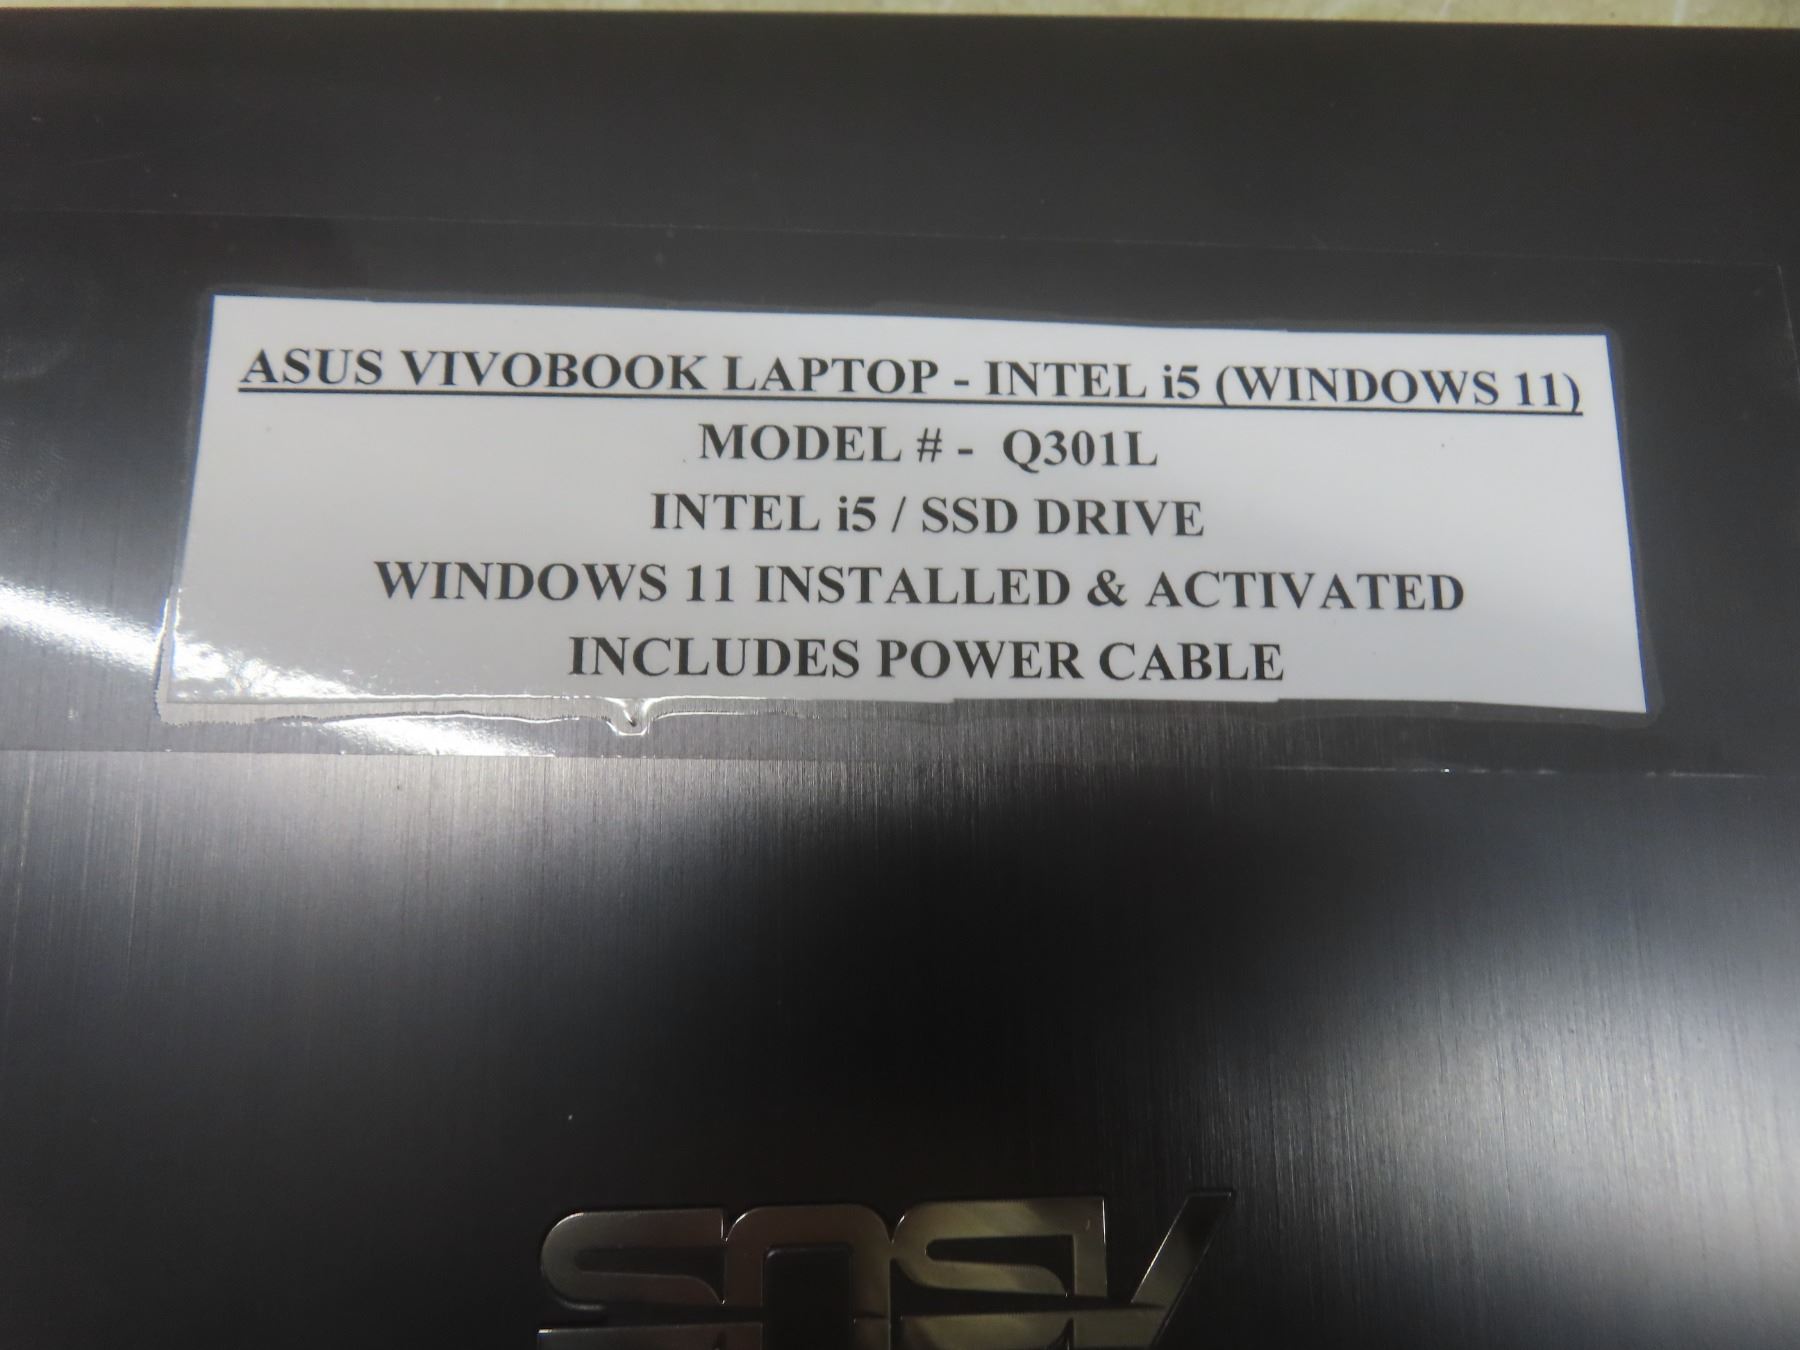 ASUS VIVOBOOK LAPTOP - INTEL i5 (WINDOWS 11)
MODEL # - Q301L
INTEL i5 / SSD DRIVE
WINDOWS 11 INSTALLED & ACTIVATED
INCLUDES POWER CABLE
ASUS